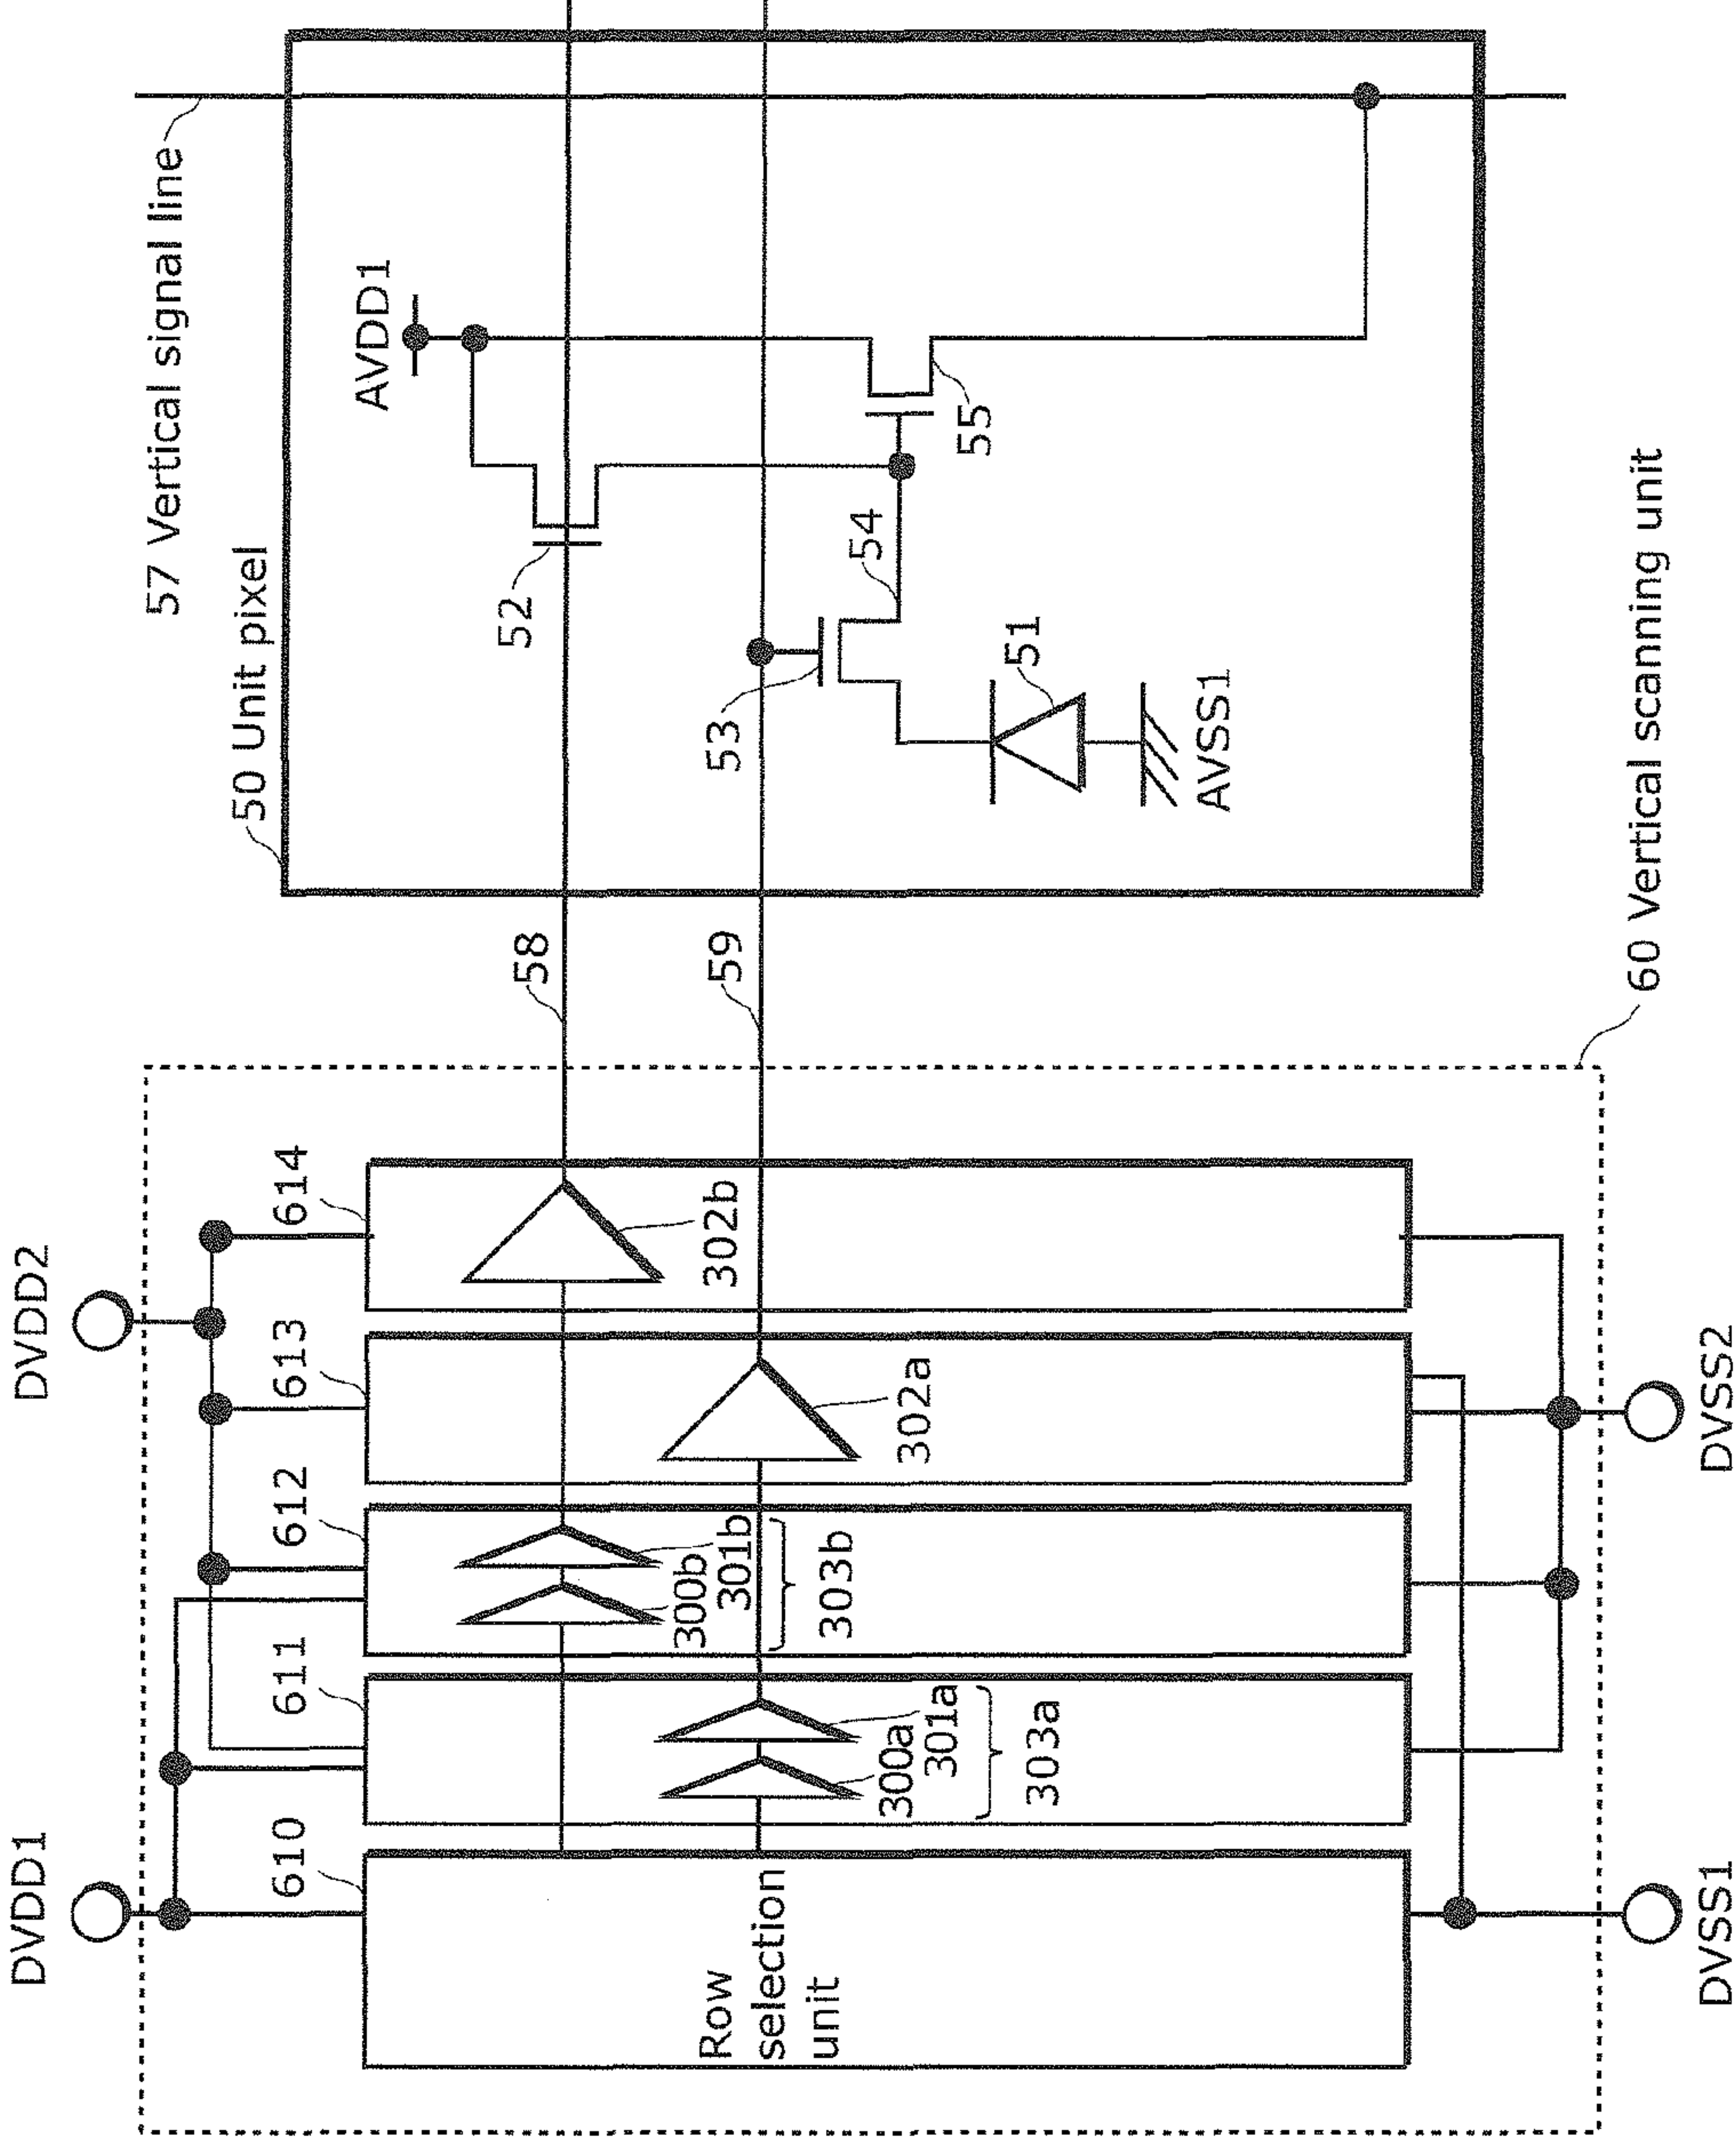 57 Vertical signal line
50 Unit pixel
AVDD1
52
53
54
55
51
AVSS1
58
59
60 Vertical scanning unit
DVDD2
614
613
612
611
610
DVDD1
302b
302a
300b
301b
303b
300a
301a
303a
Row
selection
unit
DVSS2
DVSS1